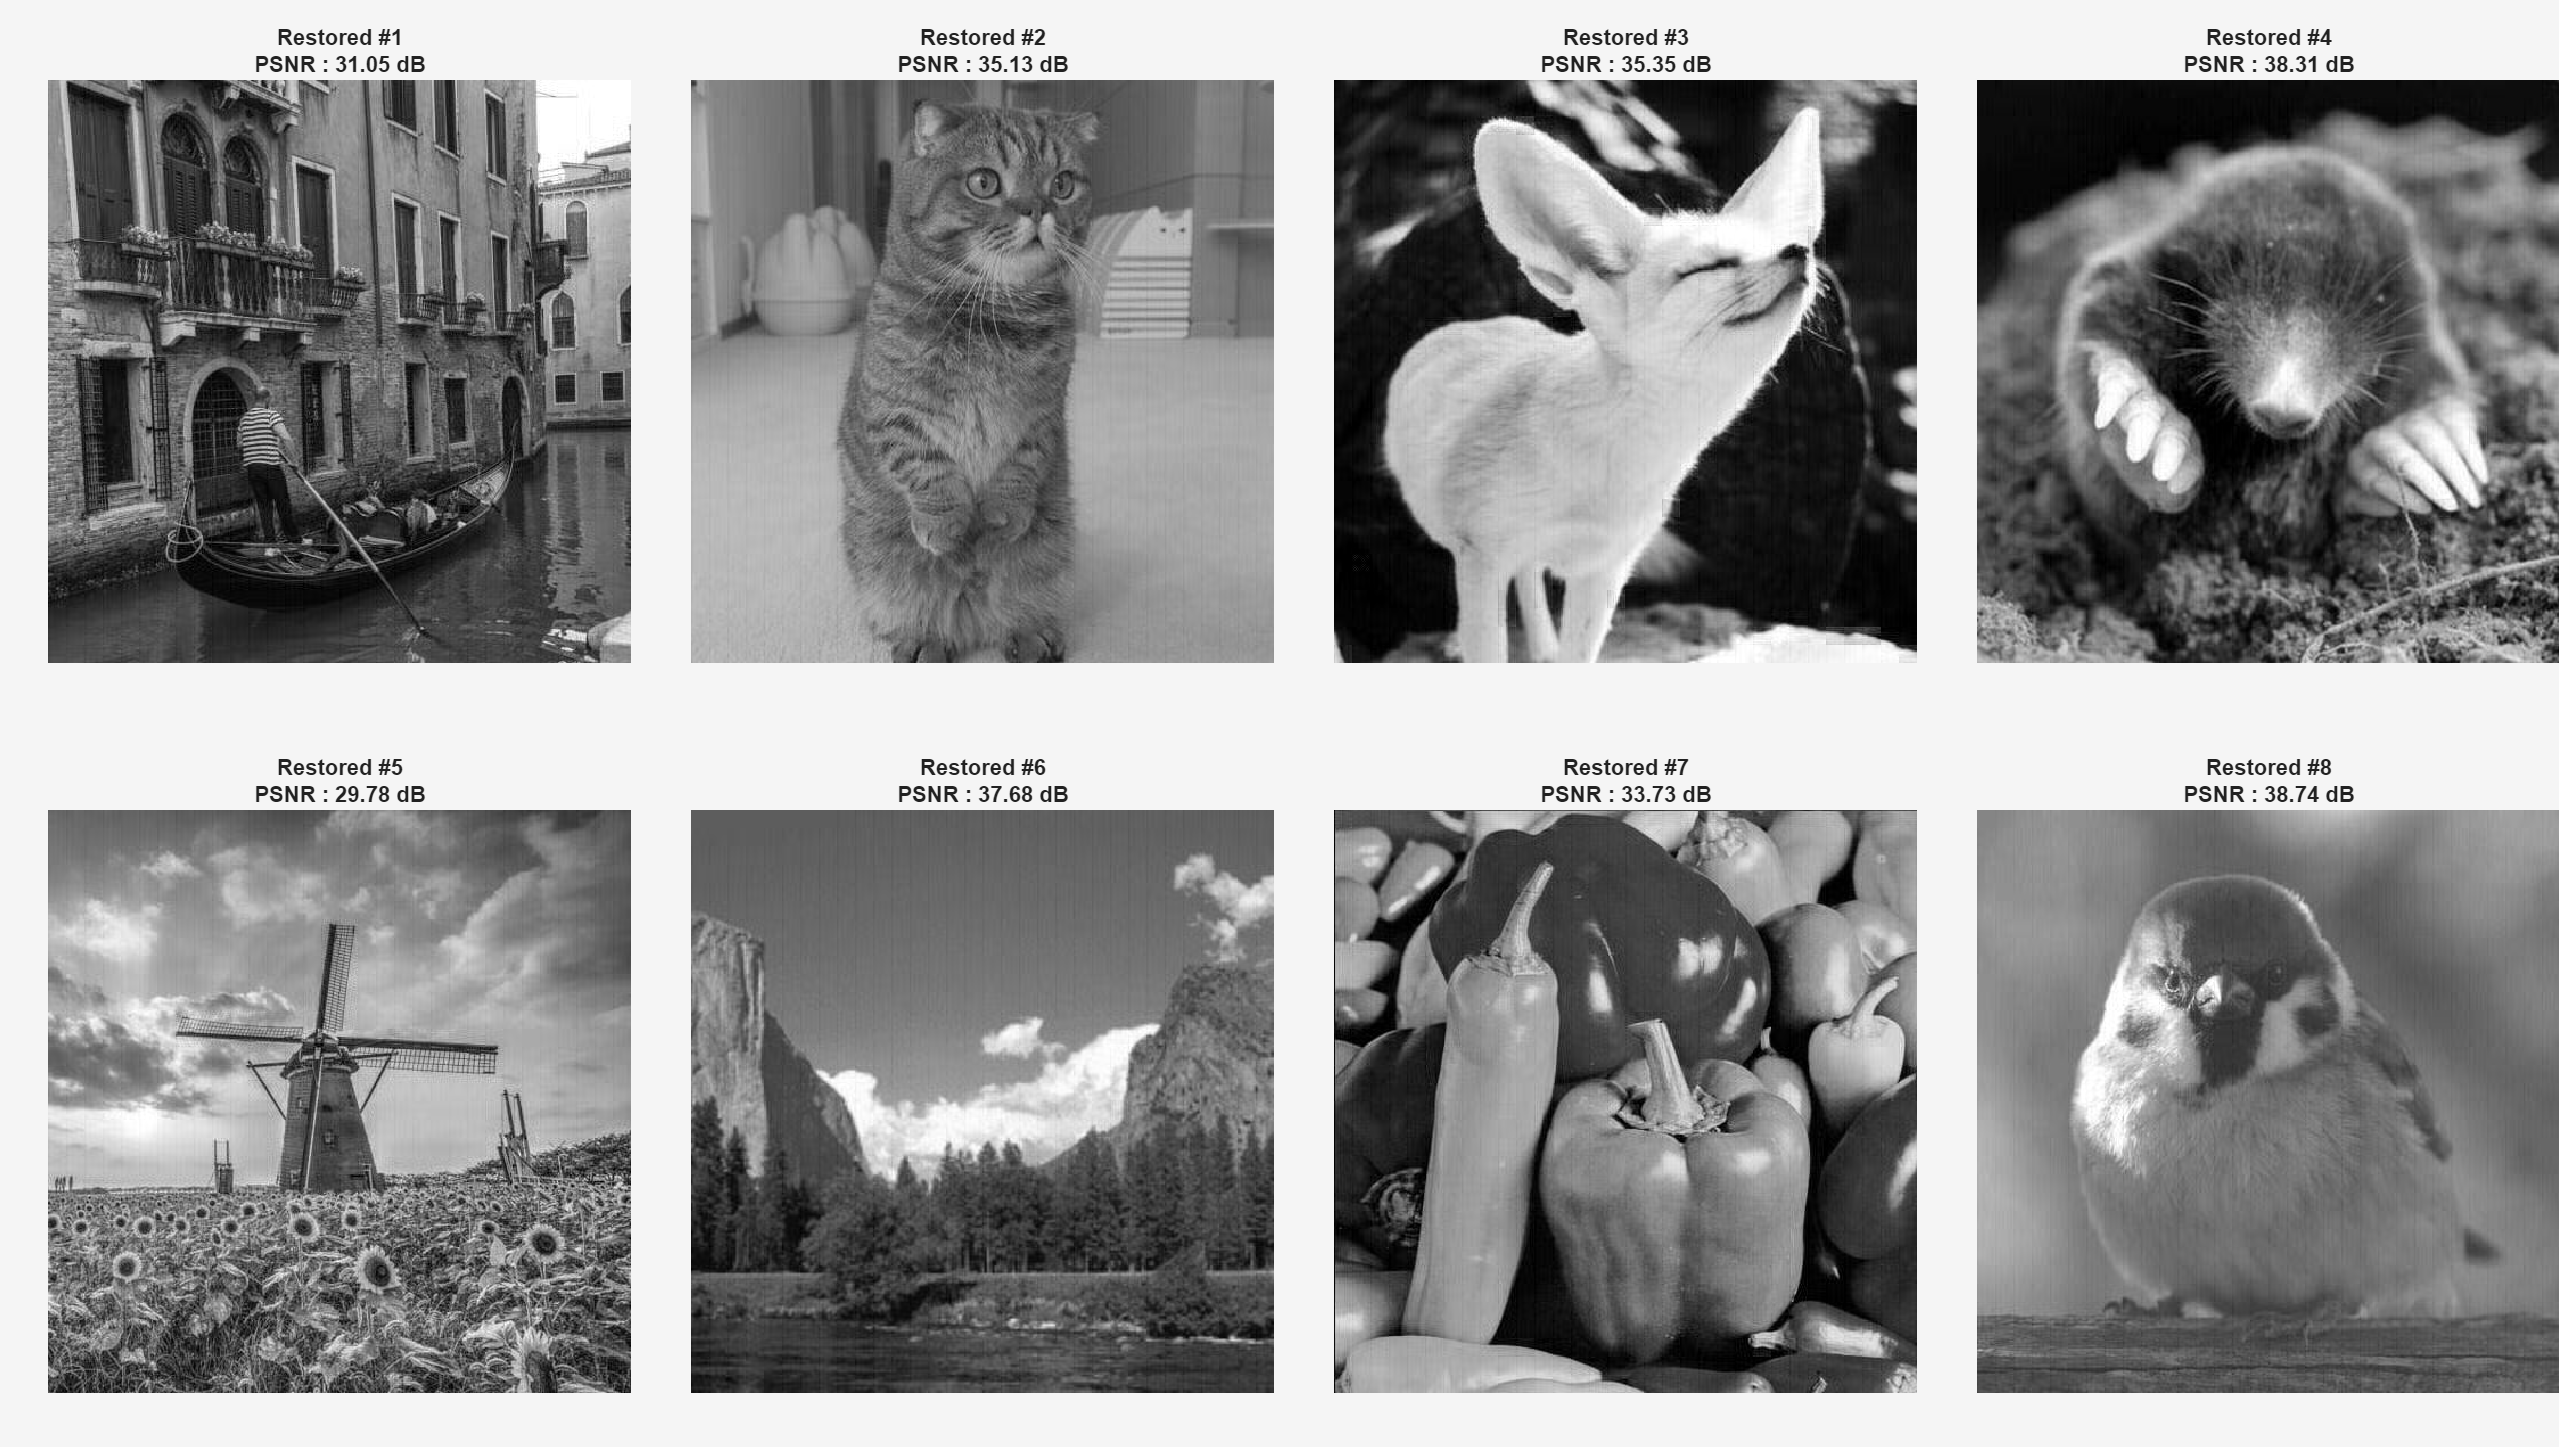 Restored #1
PSNR : 31.05 dB
Restored #2
PSNR : 35.13 dB
Restored #3
PSNR : 35.35 dB
Restored #4
PSNR : 38.31 dB
Restored #5
PSNR : 29.78 dB
Restored #6
PSNR : 37.68 dB
Restored #7
PSNR : 33.73 dB
Restored #8
PSNR : 38.74 dB